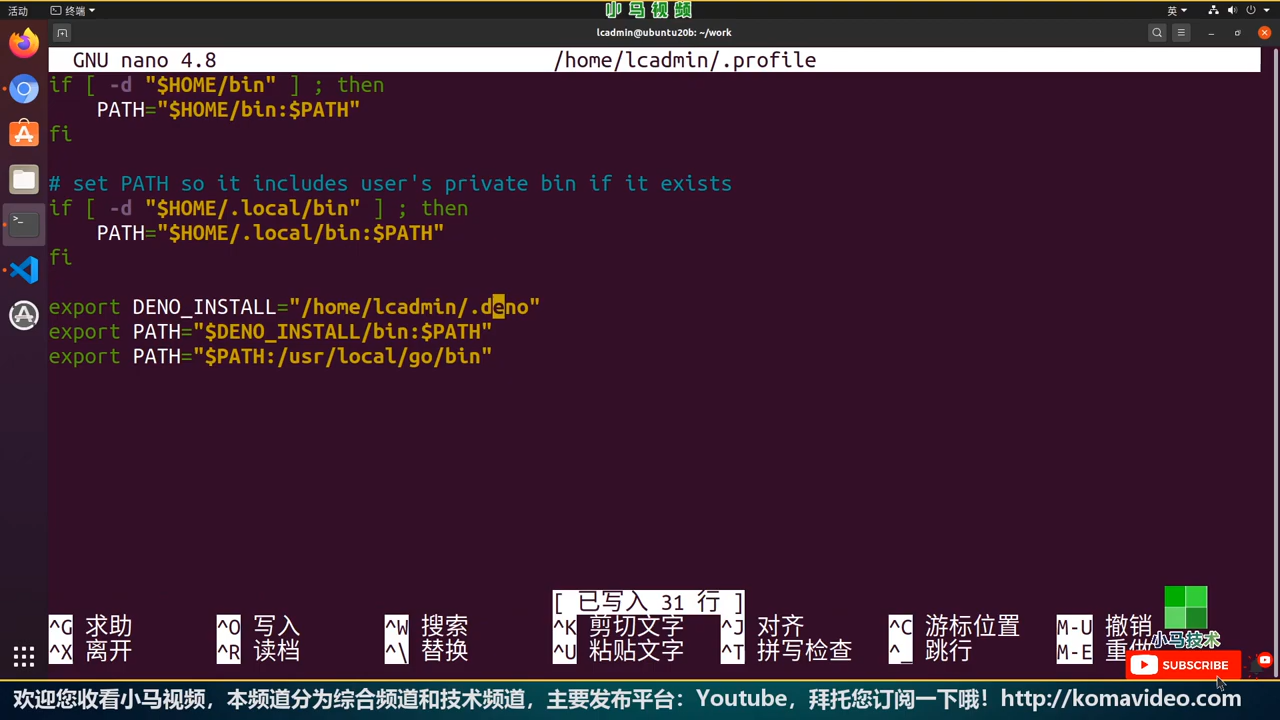 活动
终端
小马视频
英
lcadmin@ubuntu20b: ~/work
GNU nano 4.8
/home/lcadmin/.profile
if [ -d "$HOME/bin" ] ; then
PATH="$HOME/bin:$PATH"
fi
# set PATH so it includes user's private bin if it exists
if [ -d "$HOME/.local/bin" ] ; then
PATH="$HOME/.local/bin:$PATH"
fi
export DENO_INSTALL="/home/lcadmin/.deno"
export PATH="$DENO_INSTALL/bin:$PATH"
export PATH="$PATH:/usr/local/go/bin"
[ 已写入 31 行 ]
^G 求助 ^O 写入 ^W 搜索 ^K 剪切文字 ^J 对齐 ^C 游标位置 M-U 撤销
^X 离开 ^R 读档 ^\ 替换 ^U 粘贴文字 ^T 拼写检查 ^_ 跳行 M-E 重做
小马技术
SUBSCRIBE
欢迎您收看小马视频，本频道分为综合频道和技术频道，主要发布平台：Youtube，拜托您订阅一下哦！http://komavideo.com